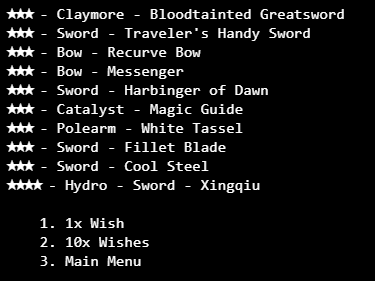 ★★★ - Claymore - Bloodtainted Greatsword
★★★ - Sword - Traveler's Handy Sword
★★★ - Bow - Recurve Bow
★★★ - Bow - Messenger
★★★ - Sword - Harbinger of Dawn
★★★ - Catalyst - Magic Guide
★★★ - Polearm - White Tassel
★★★ - Sword - Fillet Blade
★★★ - Sword - Cool Steel
★★★★ - Hydro - Sword - Xingqiu
1. 1x Wish
2. 10x Wishes
3. Main Menu